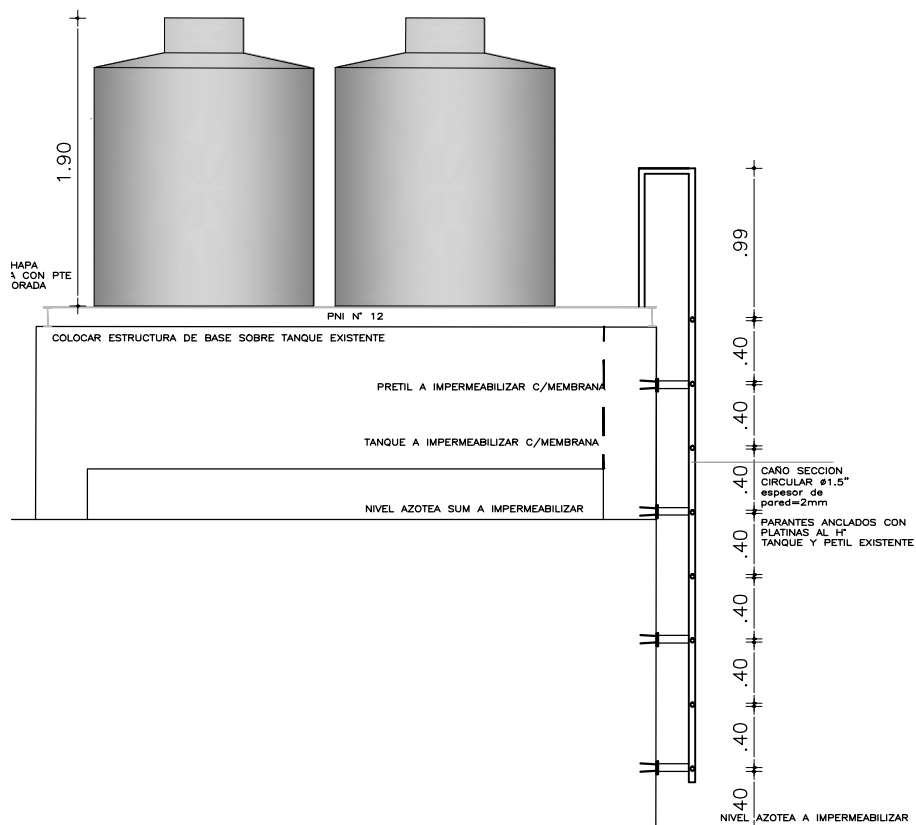 1.90
.99
HAPA
A CON PTE
ORADA
PNI N° 12
COLOCAR ESTRUCTURA DE BASE SOBRE TANQUE EXISTENTE
.40
PRETIL A IMPERMEABILIZAR C/MEMBRANA
.40
TANQUE A IMPERMEABILIZAR C/MEMBRANA
.40
CAÑO SECCION
CIRCULAR ø1.5"
espesor de
pared=2mm
NIVEL AZOTEA SUM A IMPERMEABILIZAR
PARANTES ANCLADOS CON
PLATINAS AL H°
TANQUE Y PETIL EXISTENTE
.40
.40
.40
.40
.40
NIVEL AZOTEA A IMPERMEABILIZAR